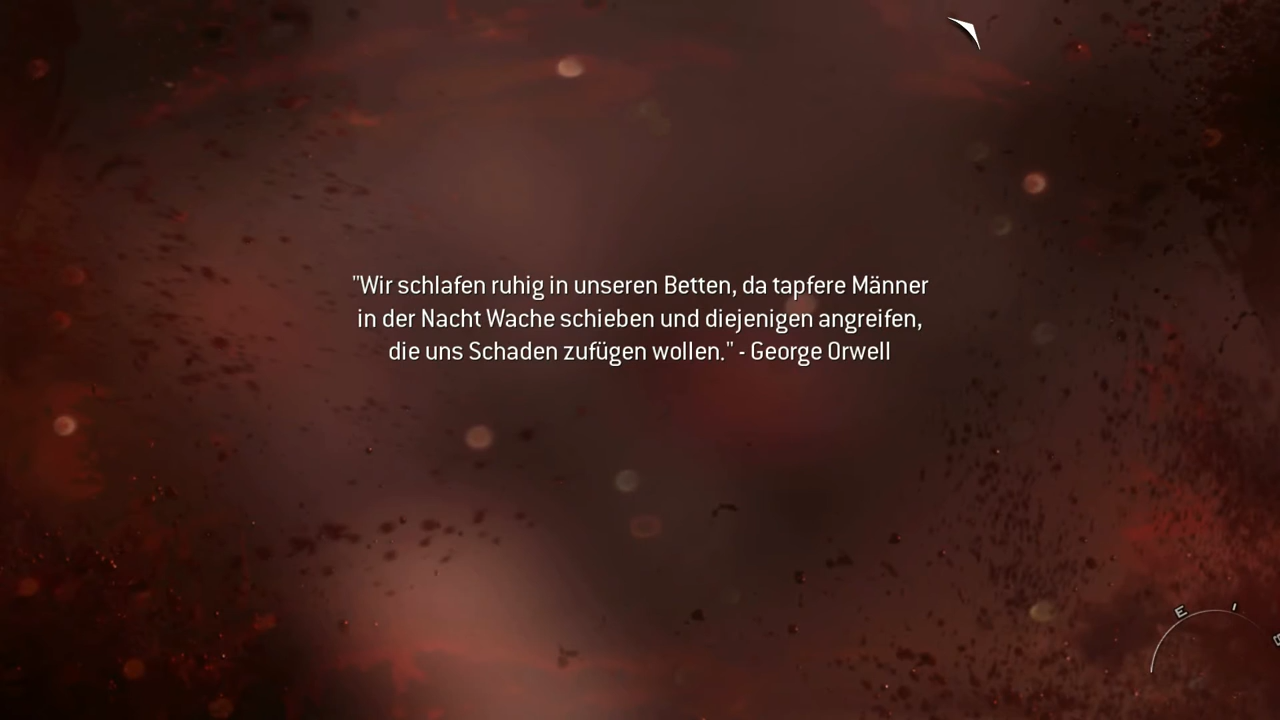 "Wir schlafen ruhig in unseren Betten, da tapfere Männer
in der Nacht Wache schieben und diejenigen angreifen,
die uns Schaden zufügen wollen." - George Orwell
E